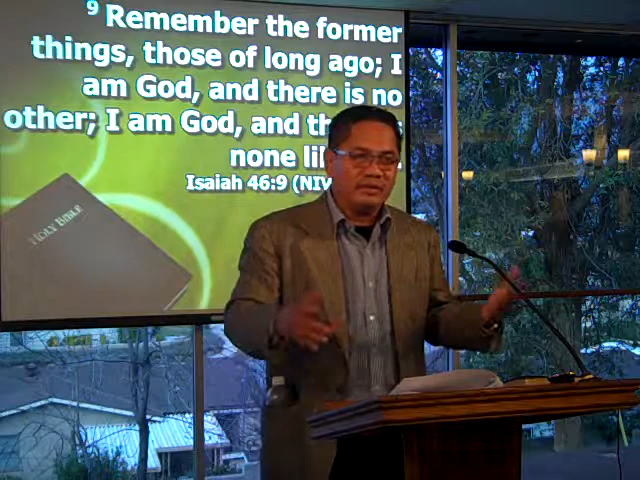 9 Remember the former
things, those of long ago; I
am God, and there is no
other; I am God, and
none
Isaiah 46:9
HOLY BIBLE